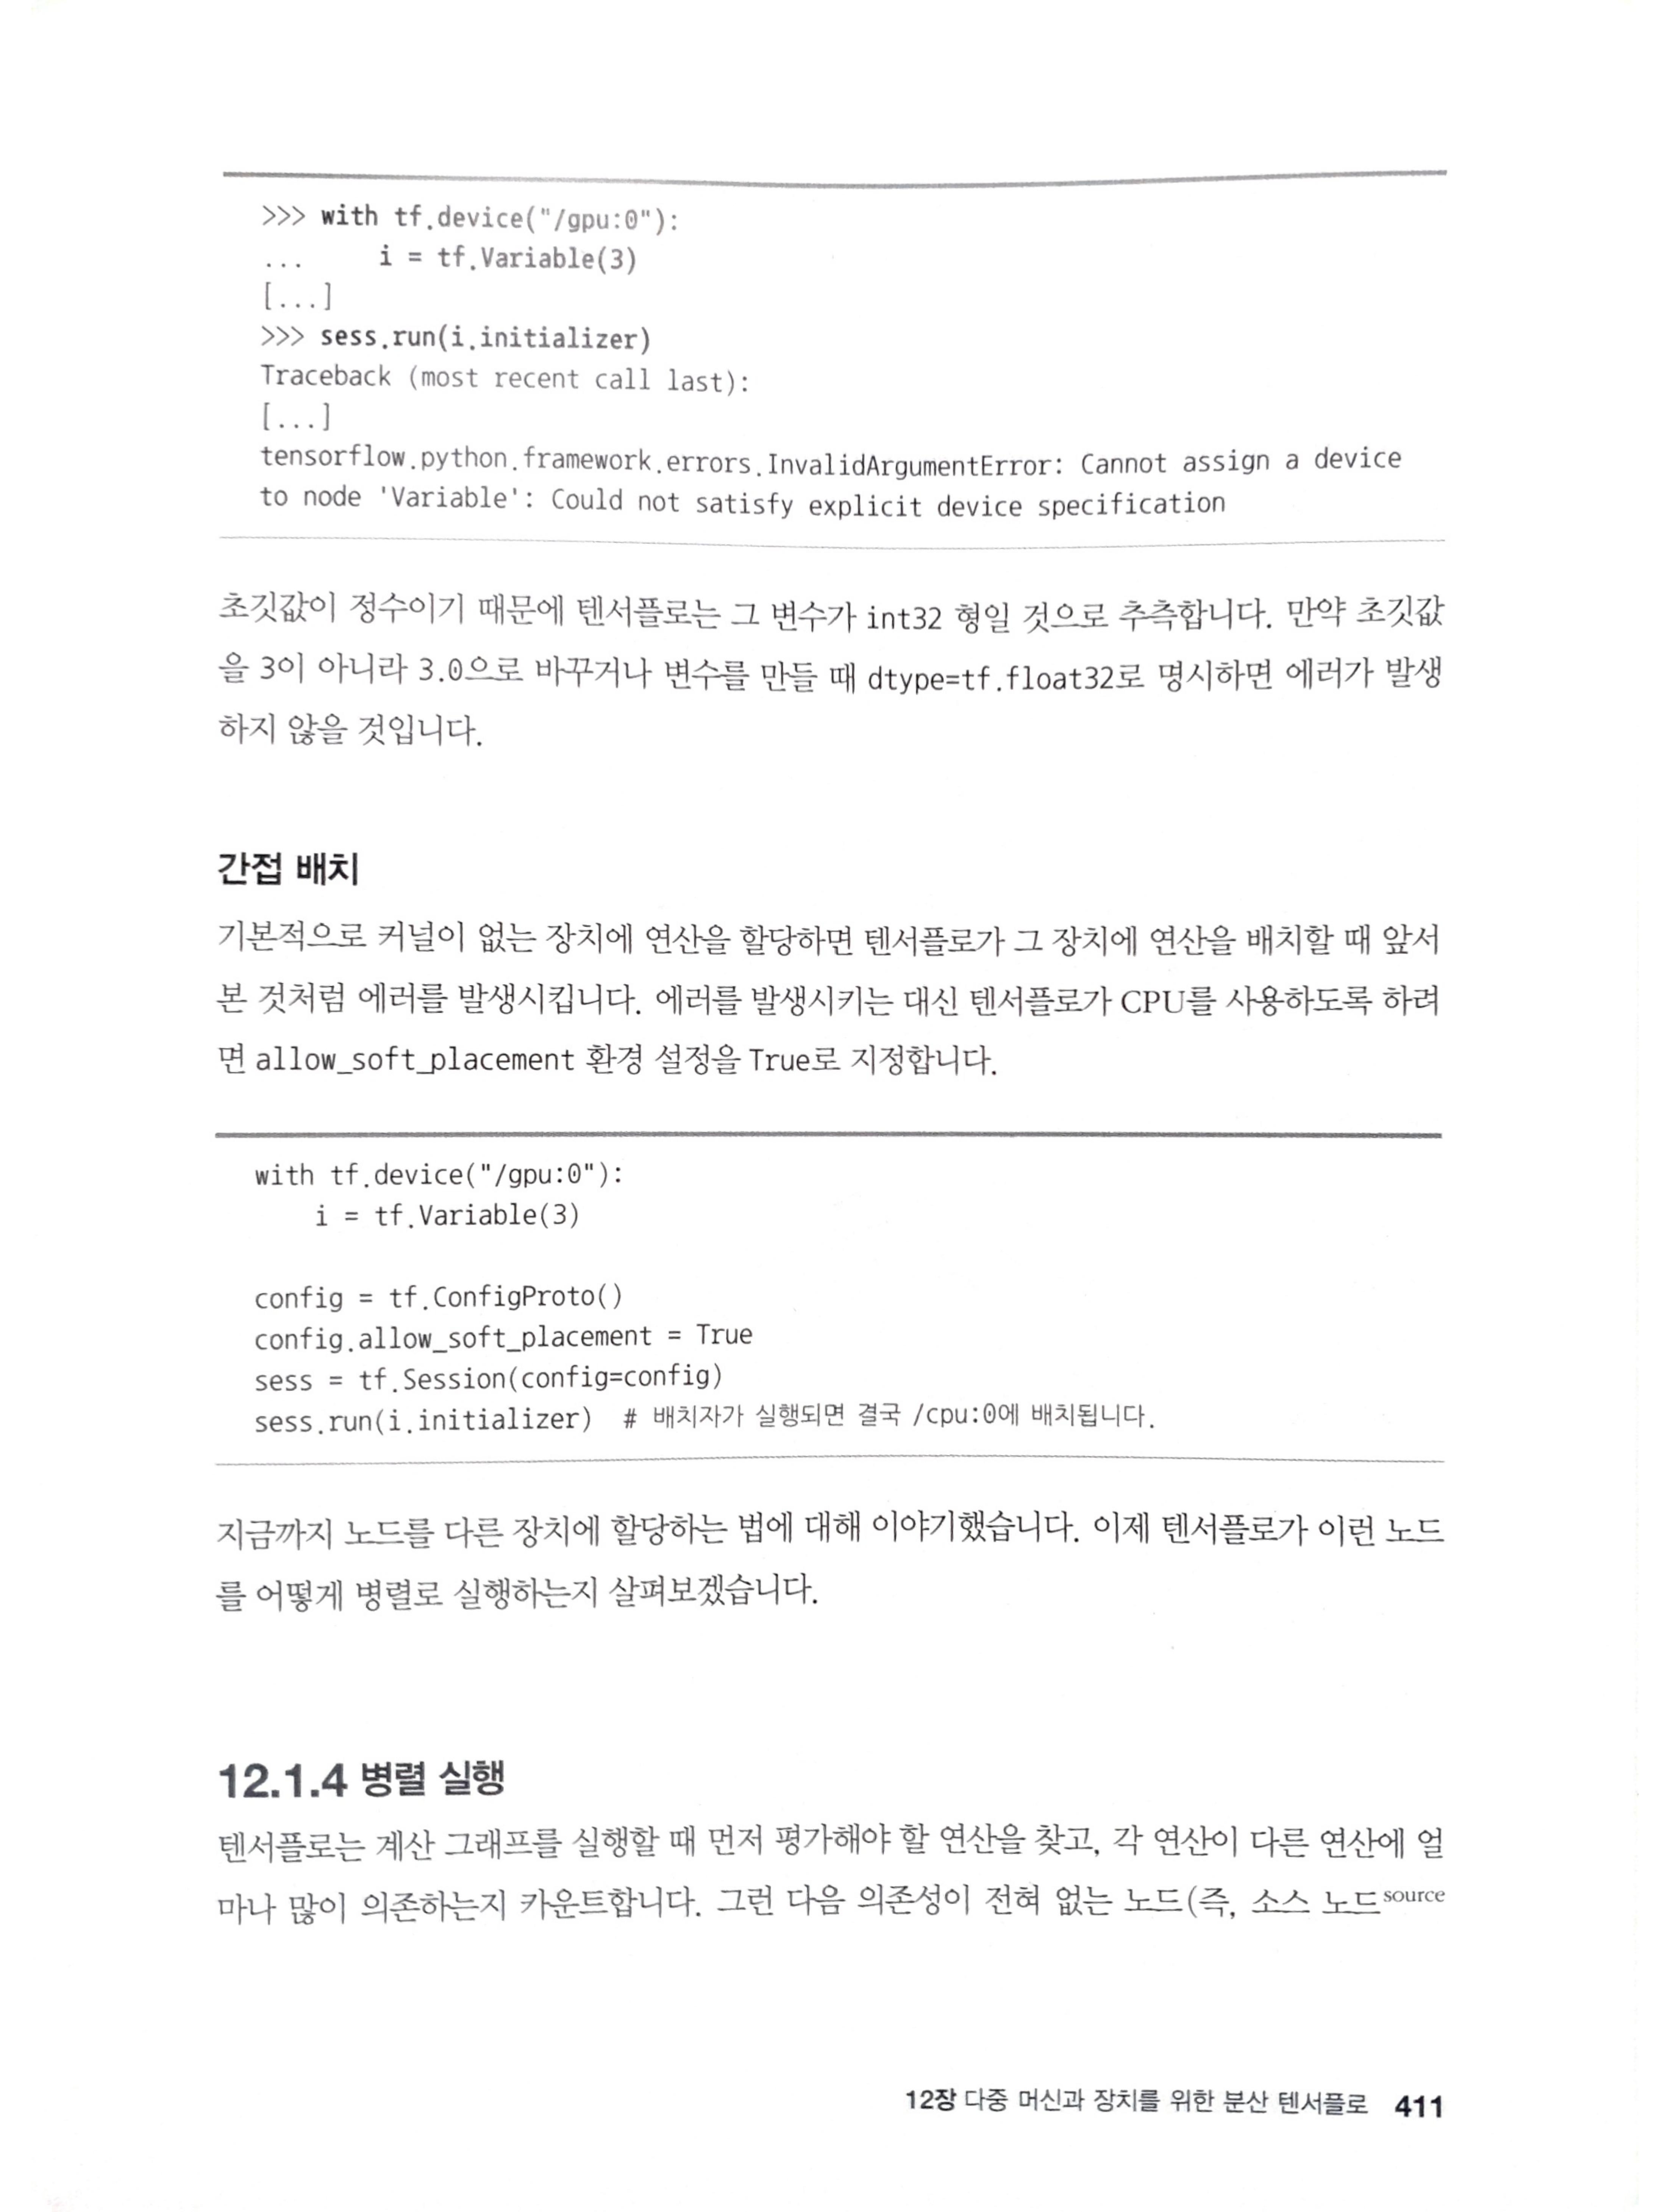 >>> with tf.device("/gpu:0"):
...     i = tf.Variable(3)
[...]
>>> sess.run(i.initializer)
Traceback (most recent call last):
[...]
tensorflow.python.framework.errors.InvalidArgumentError: Cannot assign a device
to node 'Variable': Could not satisfy explicit device specification
초깃값이 정수이기 때문에 텐서플로는 그 변수가 int32 형일 것으로 추측합니다. 만약 초깃값
을 3이 아니라 3.0으로 바꾸거나 변수를 만들 때 dtype=tf.float32로 명시하면 에러가 발생
하지 않을 것입니다.
간접 배치
기본적으로 커널이 없는 장치에 연산을 할당하면 텐서플로가 그 장치에 연산을 배치할 때 앞서
본 것처럼 에러를 발생시킵니다. 에러를 발생시키는 대신 텐서플로가 CPU를 사용하도록 하려
면 allow_soft_placement 환경 설정을 True로 지정합니다.
with tf.device("/gpu:0"):
    i = tf.Variable(3)
config = tf.ConfigProto()
config.allow_soft_placement = True
sess = tf.Session(config=config)
sess.run(i.initializer)  # 배치자가 실행되면 결국 /cpu:0에 배치됩니다.
지금까지 노드를 다른 장치에 할당하는 법에 대해 이야기했습니다. 이제 텐서플로가 이런 노드
를 어떻게 병렬로 실행하는지 살펴보겠습니다.
12.1.4 병렬 실행
텐서플로는 계산 그래프를 실행할 때 먼저 평가해야 할 연산을 찾고, 각 연산이 다른 연산에 얼
마나 많이 의존하는지 카운트합니다. 그런 다음 의존성이 전혀 없는 노드(즉, 소스 노드source
12장 다중 머신과 장치를 위한 분산 텐서플로 411